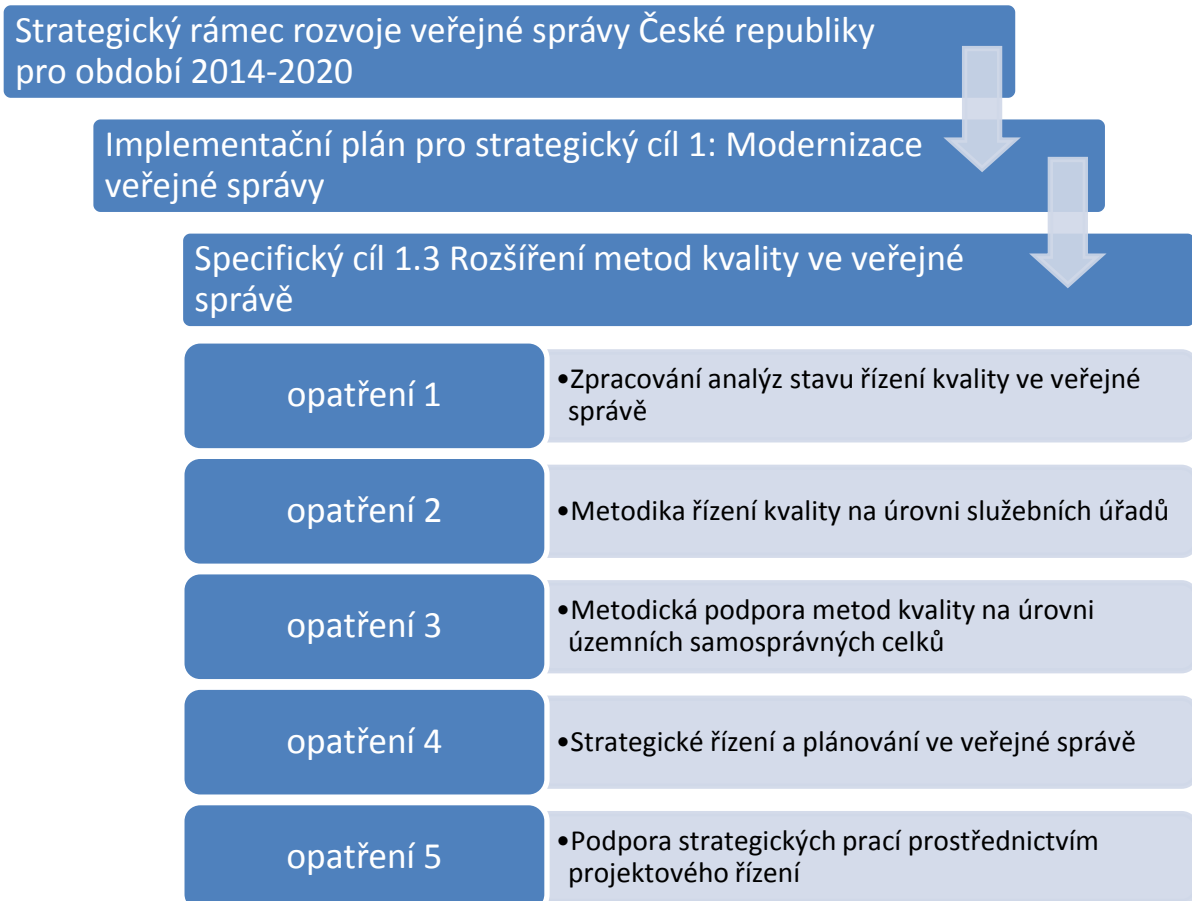 Strategický rámec rozvoje veřejné správy České republiky
pro období 2014-2020
Implementační plán pro strategický cíl 1: Modernizace
veřejné správy
Specifický cíl 1.3 Rozšíření metod kvality ve veřejné
správě
opatření 1
•Zpracování analýz stavu řízení kvality ve veřejné
správě
opatření 2
•Metodika řízení kvality na úrovni služebních úřadů
opatření 3
•Metodická podpora metod kvality na úrovni
územních samosprávných celků
opatření 4
•Strategické řízení a plánování ve veřejné správě
opatření 5
•Podpora strategických prací prostřednictvím
projektového řízení